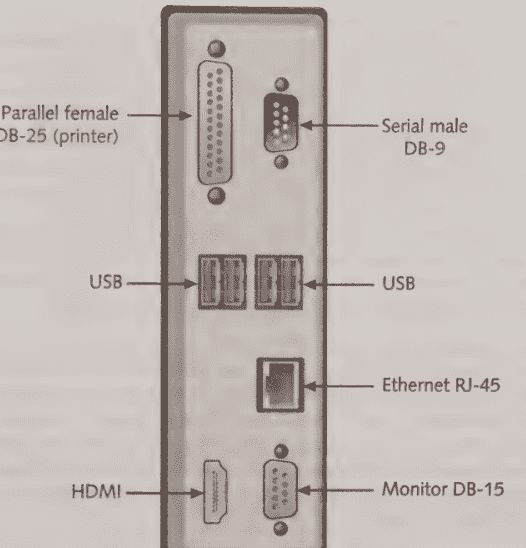 Parallel female
DB-25 (printer)
Serial male
DB-9
USB
USB
Ethernet RJ-45
HDMI
Monitor DB-15